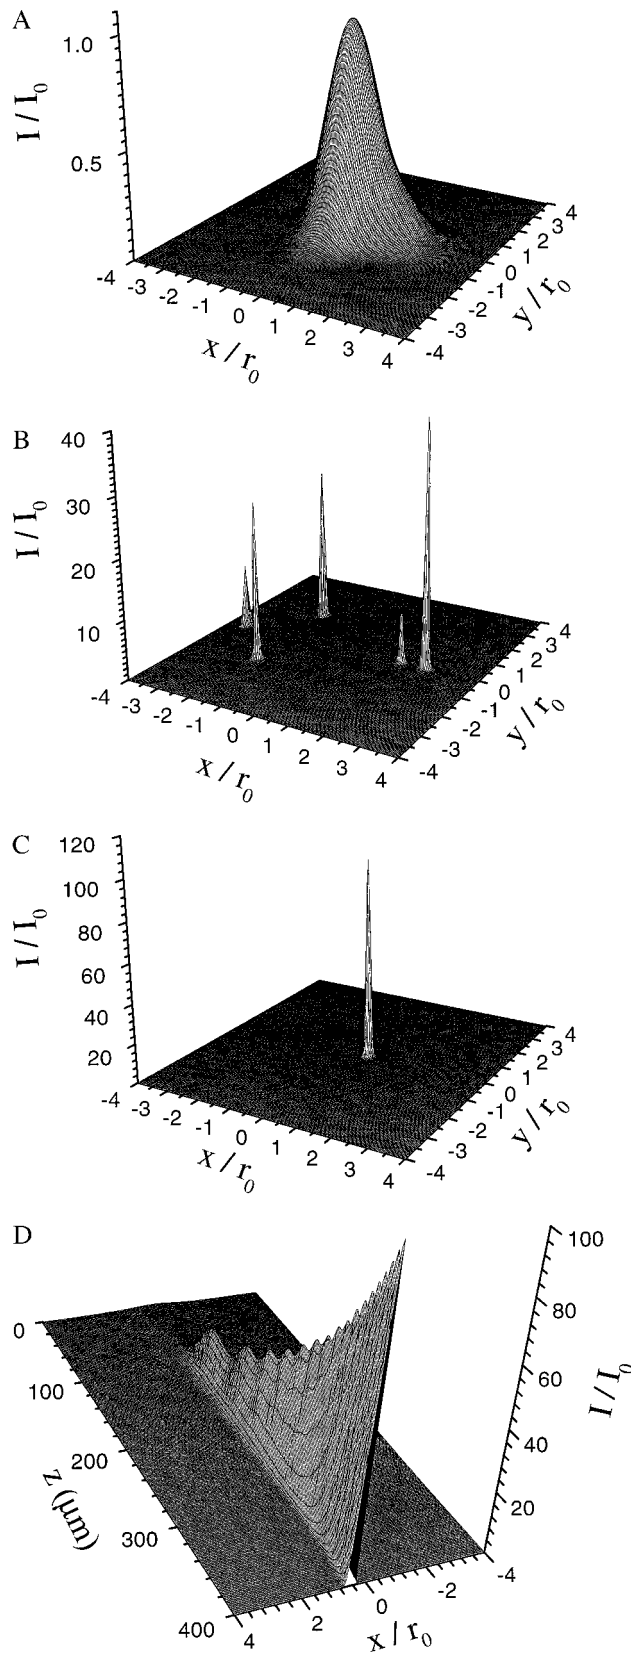 A
1.0
0.5
I / I0
-4 -3 -2 -1 0 1 2 3 4
x / r0
-4 -3 -2 -1 0 1 2 3 4
y / r0
B
40
30
20
10
I / I0
-4 -3 -2 -1 0 1 2 3 4
x / r0
-4 -3 -2 -1 0 1 2 3 4
y / r0
C
120
100
80
60
40
20
I / I0
-4 -3 -2 -1 0 1 2 3 4
x / r0
-4 -3 -2 -1 0 1 2 3 4
y / r0
D
0
100
200
300
400
z (μm)
4 2 0 -2 -4
x / r0
100
80
60
40
20
I / I0